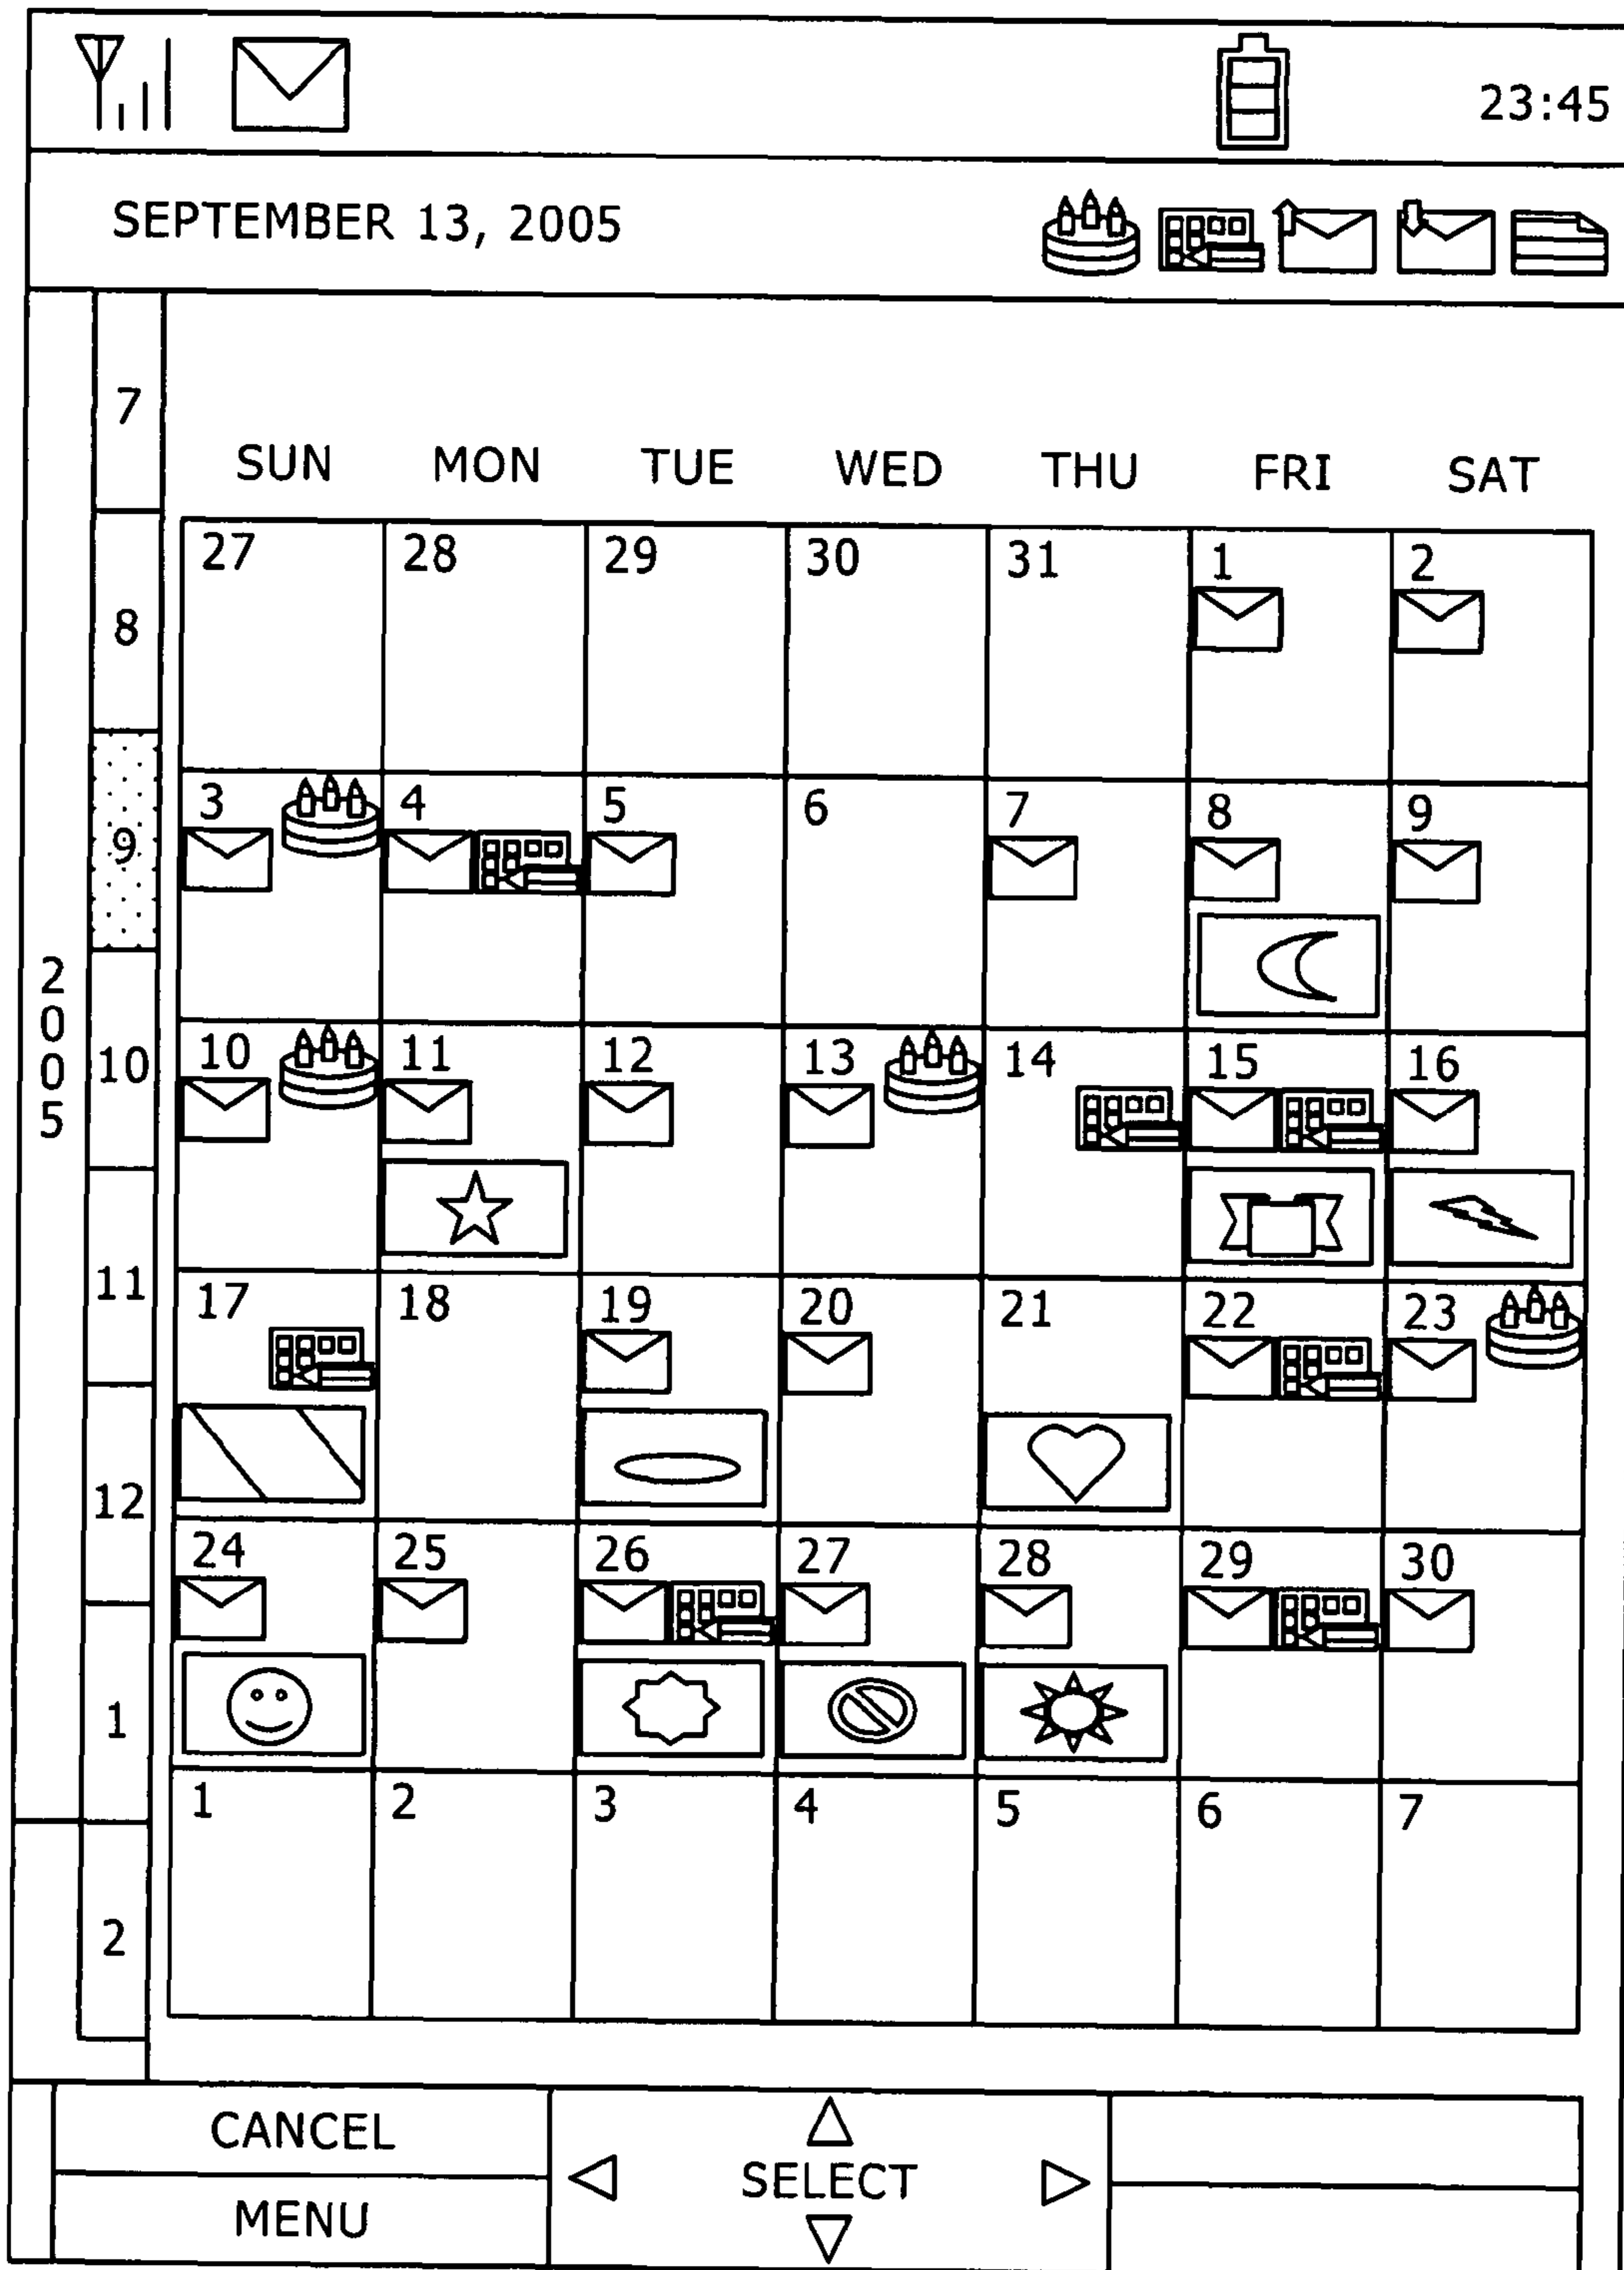 23:45
SEPTEMBER 13, 2005
2005
7
8
9
10
11
12
1
2
SUN MON TUE WED THU FRI SAT
27 28 29 30 31 1 2
3 4 5 6 7 8 9
10 11 12 13 14 15 16
17 18 19 20 21 22 23
24 25 26 27 28 29 30
1 2 3 4 5 6 7
CANCEL
SELECT
MENU